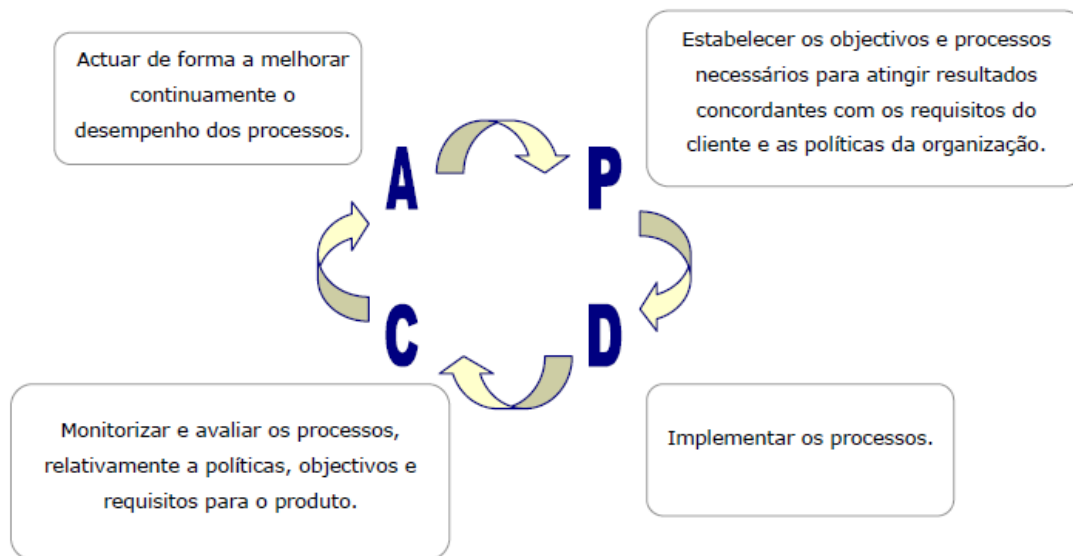 Actuar de forma a melhorar
continuamente o
desempenho dos processos.
Estabelecer os objectivos e processos
necessários para atingir resultados
concordantes com os requisitos do
cliente e as políticas da organização.
A
P
C
D
Monitorizar e avaliar os processos,
relativamente a políticas, objectivos e
requisitos para o produto.
Implementar os processos.